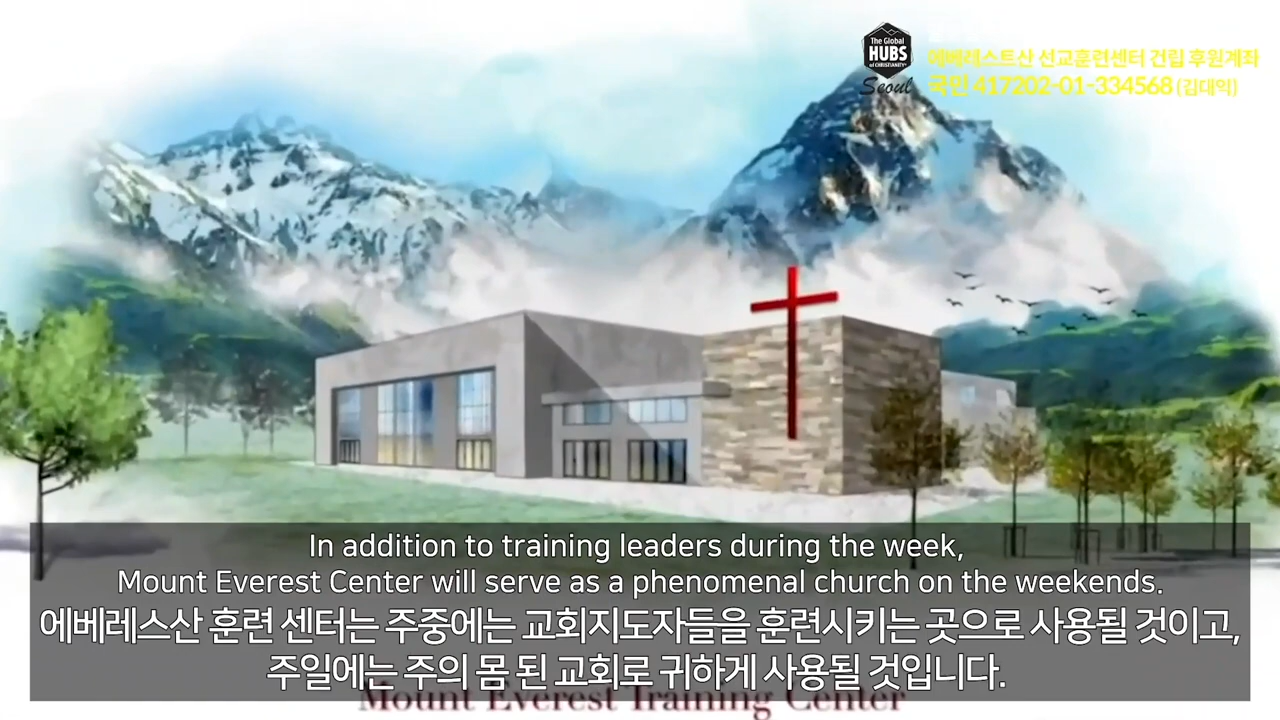 The Global
HUBS
of CHRISTIANITY
Seoul
에베레스트산 선교훈련센터 건립 후원계좌
국민 417202-01-334568 (김대억)
In addition to training leaders during the week,
Mount Everest Center will serve as a phenomenal church on the weekends.
에베레스산 훈련 센터는 주중에는 교회지도자들을 훈련시키는 곳으로 사용될 것이고,
주일에는 주의 몸 된 교회로 귀하게 사용될 것입니다.
Mount Everest Training Center